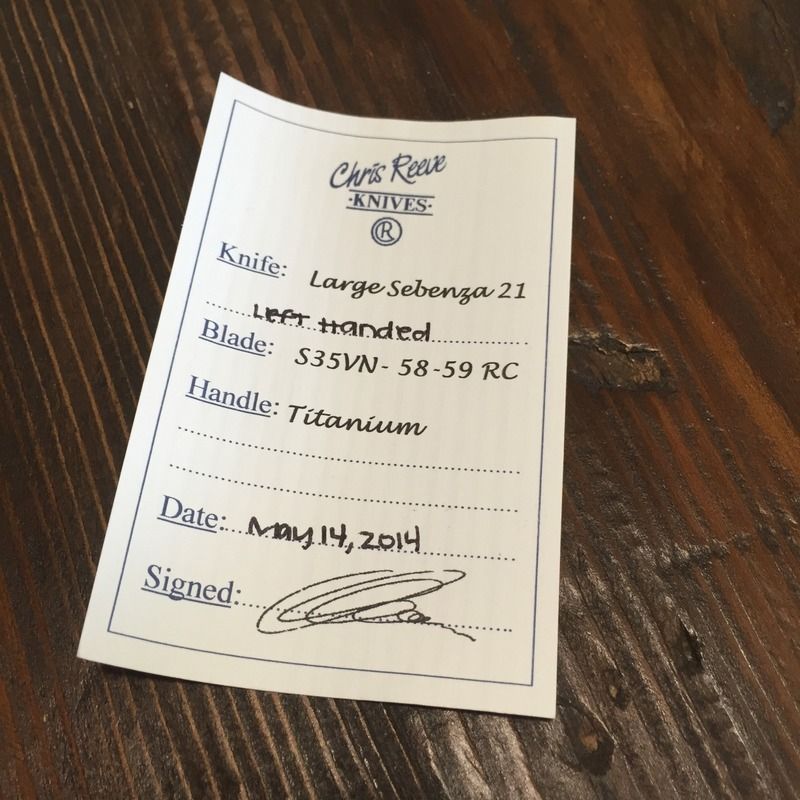 Chris Reeve
·KNIVES·
®
Knife: Large Sebenza 21
Left Handed
Blade: S35VN - 58-59 RC
Handle: Titanium
Date: May 14, 2014
Signed: